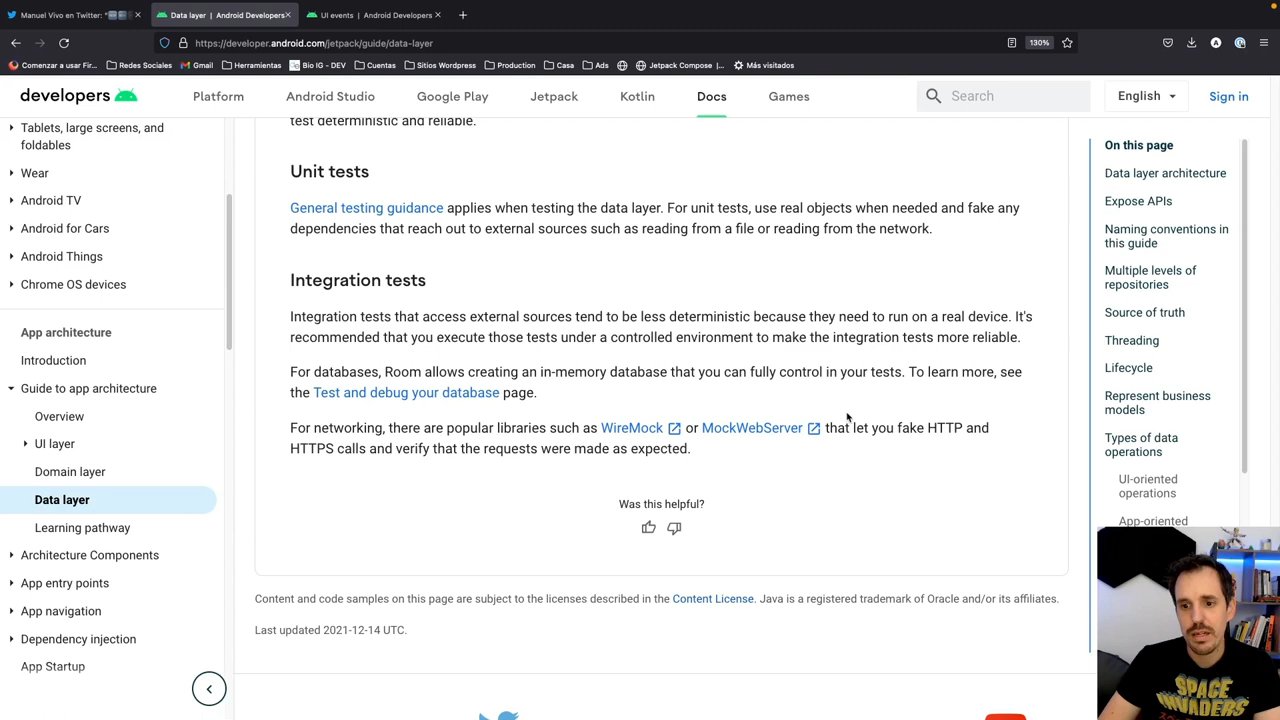 Manuel Vivo en Twitter: "
Data layer | Android Developers
UI events | Android Developers
https://developer.android.com/jetpack/guide/data-layer
130%
Comenzar a usar Fir...
Redes Sociales
Gmail
Herramientas
Bio IG - DEV
Cuentas
Sitios Wordpress
Production
Casa
Ads
Jetpack Compose |...
Más visitados
developers
Platform
Android Studio
Google Play
Jetpack
Kotlin
Docs
Games
Search
English
Sign in
Tablets, large screens, and
foldables
Wear
Android TV
Android for Cars
Android Things
Chrome OS devices
App architecture
Introduction
Guide to app architecture
Overview
UI layer
Domain layer
Data layer
Learning pathway
Architecture Components
App entry points
App navigation
Dependency injection
App Startup
test deterministic and reliable.
Unit tests
General testing guidance applies when testing the data layer. For unit tests, use real objects when needed and fake any
dependencies that reach out to external sources such as reading from a file or reading from the network.
Integration tests
Integration tests that access external sources tend to be less deterministic because they need to run on a real device. It's
recommended that you execute those tests under a controlled environment to make the integration tests more reliable.
For databases, Room allows creating an in-memory database that you can fully control in your tests. To learn more, see
the Test and debug your database page.
For networking, there are popular libraries such as WireMock or MockWebServer that let you fake HTTP and
HTTPS calls and verify that the requests were made as expected.
Was this helpful?
Content and code samples on this page are subject to the licenses described in the Content License. Java is a registered trademark of Oracle and/or its affiliates.
Last updated 2021-12-14 UTC.
On this page
Data layer architecture
Expose APIs
Naming conventions in
this guide
Multiple levels of
repositories
Source of truth
Threading
Lifecycle
Represent business
models
Types of data
operations
UI-oriented
operations
App-oriented
SPACE
INVADERS